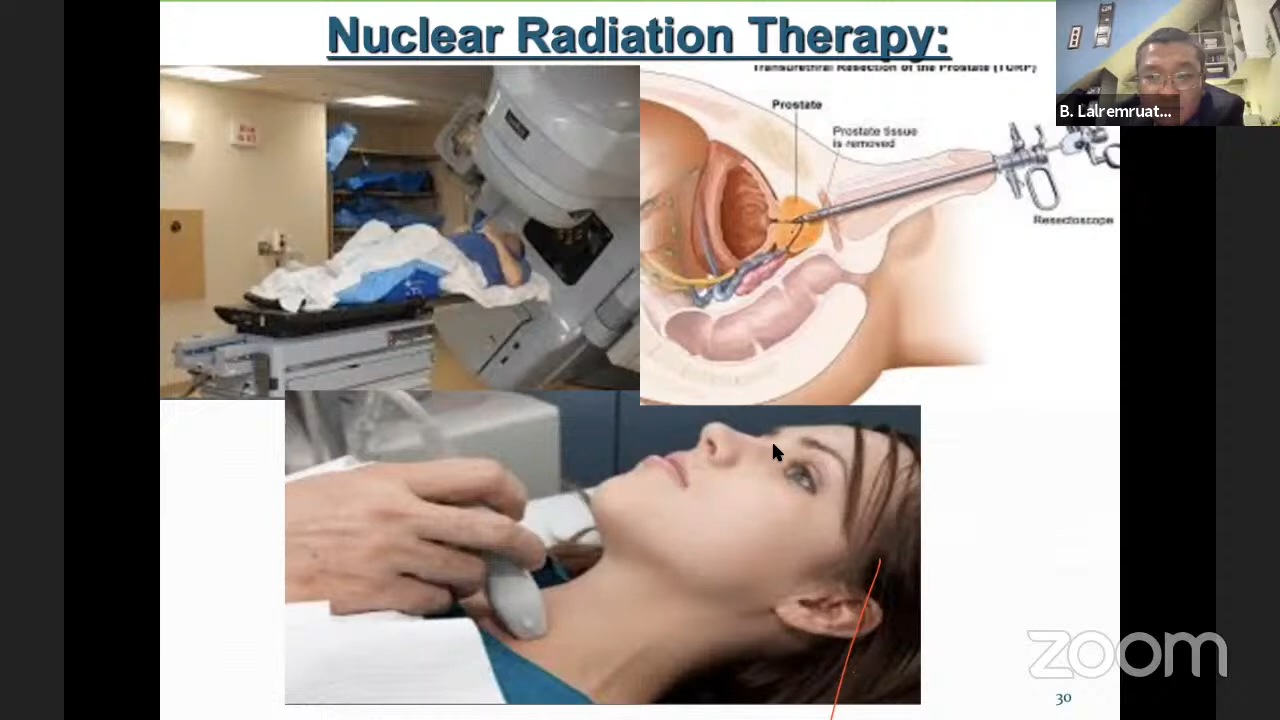 Nuclear Radiation Therapy:
B. Lalremruat...
Transurethral Resection of the Prostate (TURP)
Prostate
Prostate tissue
is removed
Resectoscope
zoom
30